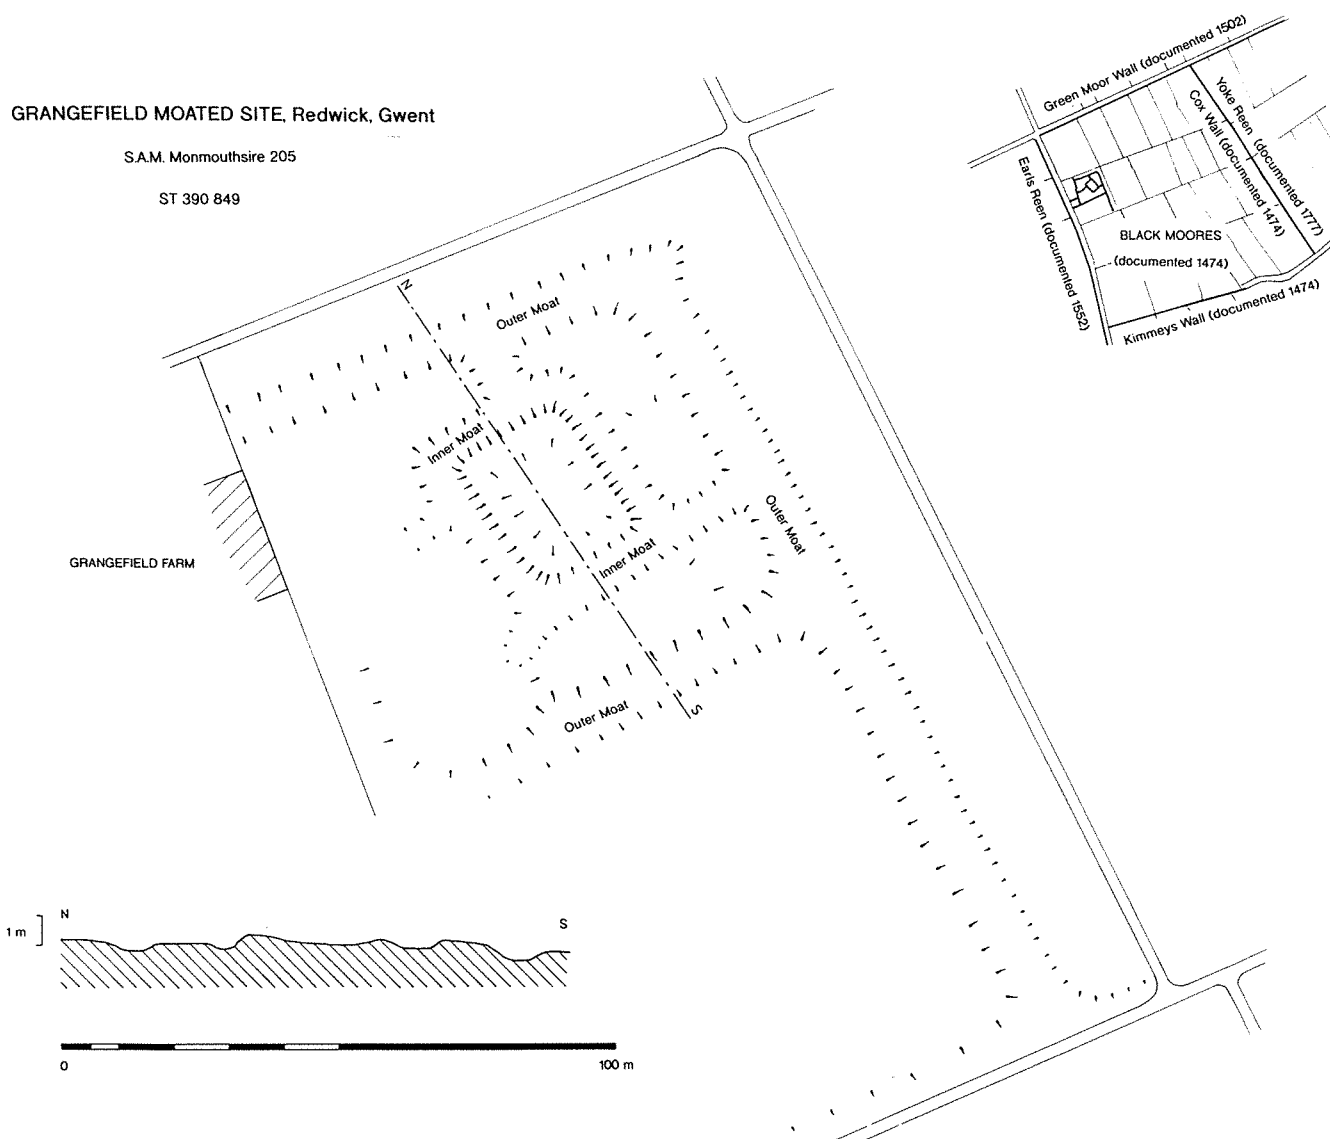 GRANGEFIELD MOATED SITE, Redwick, Gwent
S.A.M. Monmouthsire 205
ST 390 849
Green Moor Wall (documented 1502)
Yoke Reen (documented 1777)
Cox Wall (documented 1474)
Earls Reen (documented 1552)
BLACK MOORES
(documented 1474)
Kimmeys Wall (documented 1474)
N
Outer Moat
Inner Moat
Outer Moat
Inner Moat
GRANGEFIELD FARM
Outer Moat
S
N
S
1 m
0
100 m